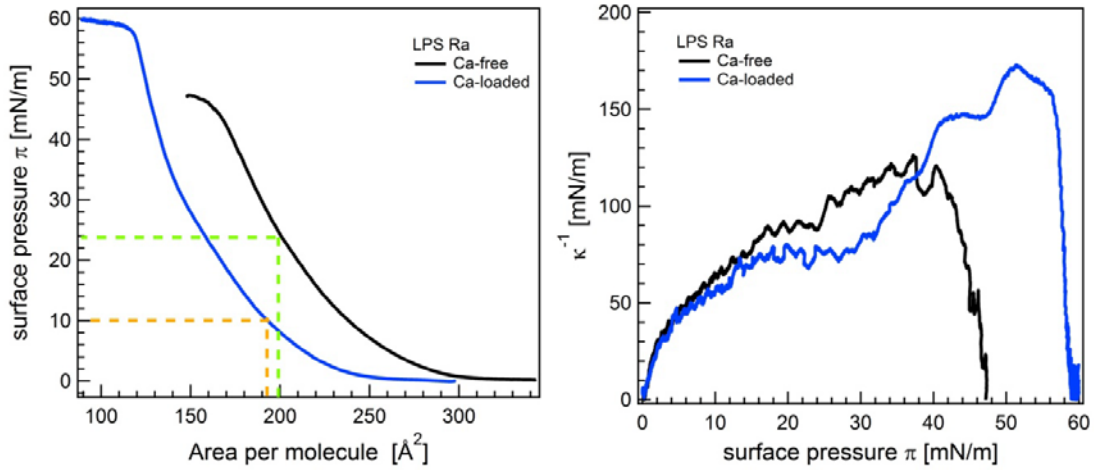 60
50
40
30
20
10
0
surface pressure π [mN/m]
LPS Ra
Ca-free
Ca-loaded
100
150
200
250
300
Area per molecule [Å²]
200
150
100
50
0
κ⁻¹ [mN/m]
LPS Ra
Ca-free
Ca-loaded
0
10
20
30
40
50
60
surface pressure π [mN/m]